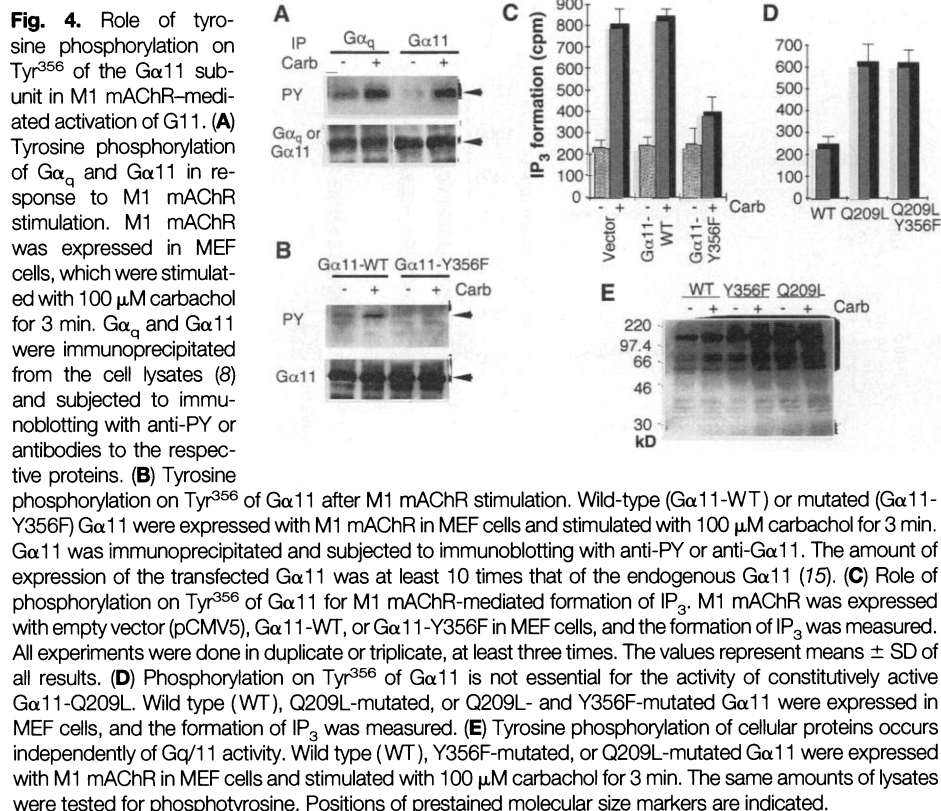 Fig. 4. Role of tyro-
sine phosphorylation on
Tyr356 of the Gα11 sub-
unit in M1 mAChR–medi-
ated activation of G11. (A)
Tyrosine phosphorylation
of Gαq and Gα11 in re-
sponse to M1 mAChR
stimulation. M1 mAChR
was expressed in MEF
cells, which were stimulat-
ed with 100 μM carbachol
for 3 min. Gαq and Gα11
were immunoprecipitated
from the cell lysates (8)
and subjected to immu-
noblotting with anti-PY or
antibodies to the respec-
tive proteins. (B) Tyrosine
phosphorylation on Tyr356 of Gα11 after M1 mAChR stimulation. Wild-type (Gα11-WT) or mutated (Gα11-
Y356F) Gα11 were expressed with M1 mAChR in MEF cells and stimulated with 100 μM carbachol for 3 min.
Gα11 was immunoprecipitated and subjected to immunoblotting with anti-PY or anti-Gα11. The amount of
expression of the transfected Gα11 was at least 10 times that of the endogenous Gα11 (15). (C) Role of
phosphorylation on Tyr356 of Gα11 for M1 mAChR-mediated formation of IP3. M1 mAChR was expressed
with empty vector (pCMV5), Gα11-WT, or Gα11-Y356F in MEF cells, and the formation of IP3 was measured.
All experiments were done in duplicate or triplicate, at least three times. The values represent means ± SD of
all results. (D) Phosphorylation on Tyr356 of Gα11 is not essential for the activity of constitutively active
Gα11-Q209L. Wild type (WT), Q209L-mutated, or Q209L- and Y356F-mutated Gα11 were expressed in
MEF cells, and the formation of IP3 was measured. (E) Tyrosine phosphorylation of cellular proteins occurs
independently of Gq/11 activity. Wild type (WT), Y356F-mutated, or Q209L-mutated Gα11 were expressed
with M1 mAChR in MEF cells and stimulated with 100 μM carbachol for 3 min. The same amounts of lysates
were tested for phosphotyrosine. Positions of prestained molecular size markers are indicated.
A
IP Gαq Gα11
Carb - + - +
PY
Gαq or
Gα11
B
Gα11-WT Gα11-Y356F
- + - + Carb
PY
Gα11
C
IP3 formation (cpm)
900
800
700
600
500
400
300
200
100
0
- + - + - + Carb
Vector
Gα11-
WT
Gα11-
Y356F
D
700
600
500
400
300
200
100
0
WT Q209L Q209L
Y356F
E
WT Y356F Q209L
- + - + - + Carb
220
97.4
66
46
30
kD